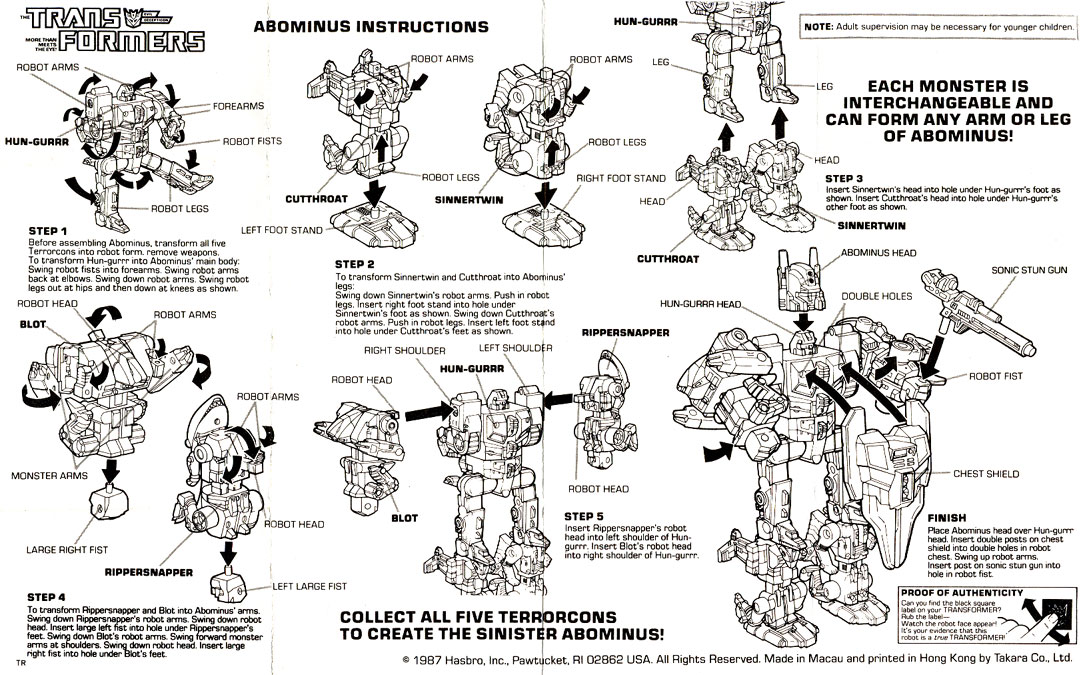 THE TRANS
EVIL DECEPTICON
MORE THAN MEETS THE EYE!
FORMERS
ABOMINUS INSTRUCTIONS
NOTE: Adult supervision may be necessary for younger children.
EACH MONSTER IS
INTERCHANGEABLE AND
CAN FORM ANY ARM OR LEG
OF ABOMINUS!
ROBOT ARMS
FOREARMS
HUN-GURRR
ROBOT FISTS
ROBOT LEGS
STEP 1
Before assembling Abominus, transform all five
Terrorcons into robot form. remove weapons.
To transform Hun-gurrr into Abominus' main body:
Swing robot fists into forearms. Swing robot arms
back at elbows. Swing down robot arms. Swing robot
legs out at hips and then down at knees as shown.
ROBOT ARMS
ROBOT LEGS
CUTTHROAT
LEFT FOOT STAND
ROBOT ARMS
ROBOT LEGS
SINNERTWIN
RIGHT FOOT STAND
STEP 2
To transform Sinnertwin and Cutthroat into Abominus'
legs:
Swing down Sinnertwin's robot arms. Push in robot
legs. Insert right foot stand into hole under
Sinnertwin's foot as shown. Swing down Cutthroat's
robot arms. Push in robot legs. Insert left foot stand
into hole under Cutthroat's feet as shown.
HUN-GURRR
LEG
LEG
HEAD
HEAD
SINNERTWIN
CUTTHROAT
STEP 3
Insert Sinnertwin's head into hole under Hun-gurrr's foot as
shown. Insert Cutthroat's head into hole under Hun-gurrr's
other foot as shown.
ROBOT HEAD
BLOT
ROBOT ARMS
MONSTER ARMS
LARGE RIGHT FIST
ROBOT ARMS
ROBOT HEAD
RIPPERSNAPPER
LEFT LARGE FIST
STEP 4
To transform Rippersnapper and Blot into Abominus' arms.
Swing down Rippersnapper's robot arms. Swing down robot
head. Insert large left fist into hole under Rippersnapper's
feet. Swing down Blot's robot arms. Swing forward monster
arms at shoulders. Swing down robot head. Insert large
right fist into hole under Blot's feet.
TR
RIGHT SHOULDER
LEFT SHOULDER
HUN-GURRR
ROBOT HEAD
RIPPERSNAPPER
ROBOT HEAD
BLOT
STEP 5
Insert Rippersnapper's robot
head into left shoulder of Hun-
gurrr. Insert Blot's robot head
into right shoulder of Hun-gurrr.
ABOMINUS HEAD
SONIC STUN GUN
HUN-GURRR HEAD
DOUBLE HOLES
ROBOT FIST
CHEST SHIELD
FINISH
Place Abominus head over Hun-gurrr
head. Insert double posts on chest
shield into double holes in robot
chest. Swing up robot arms.
Insert post on sonic stun gun into
hole in robot fist.
PROOF OF AUTHENTICITY
Can you find the black square
label on your TRANSFORMER?
Rub the label—
Watch the robot face appear!
It's your evidence that this
robot is a true TRANSFORMER!
COLLECT ALL FIVE TERRORCONS
TO CREATE THE SINISTER ABOMINUS!
© 1987 Hasbro, Inc., Pawtucket, RI 02862 USA. All Rights Reserved. Made in Macau and printed in Hong Kong by Takara Co., Ltd.